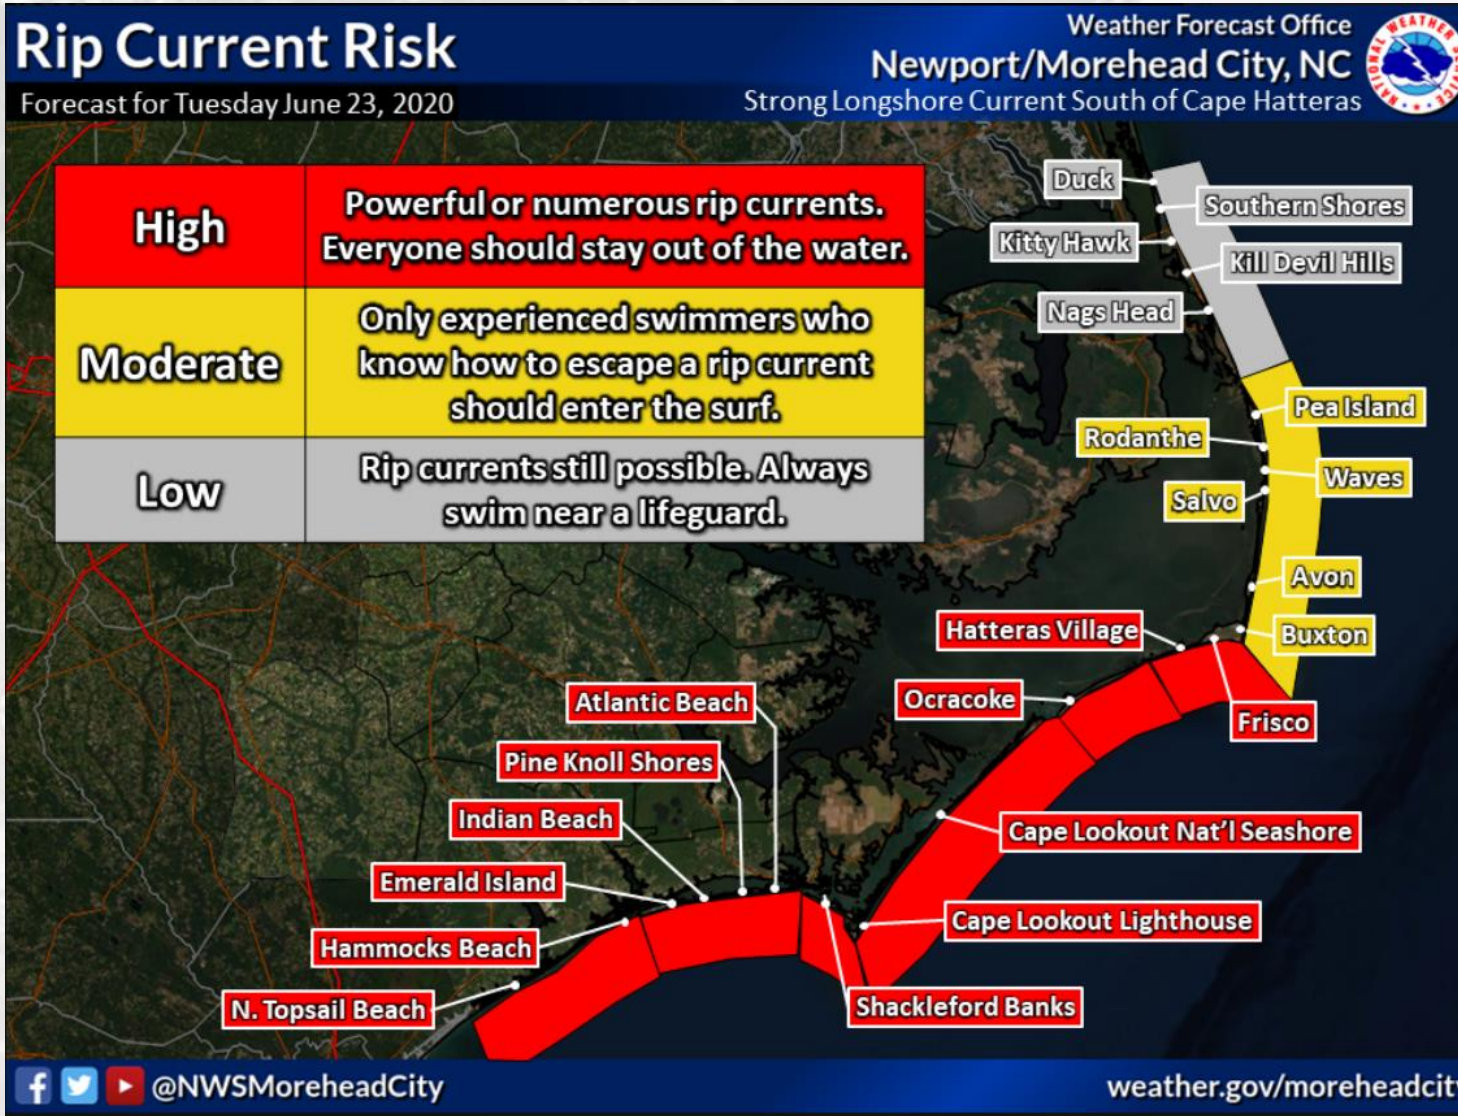 Rip Current Risk
Forecast for Tuesday June 23, 2020
Weather Forecast Office
Newport/Morehead City, NC
Strong Longshore Current South of Cape Hatteras
NATIONAL WEATHER SERVICE
High
Powerful or numerous rip currents.
Everyone should stay out of the water.
Moderate
Only experienced swimmers who
know how to escape a rip current
should enter the surf.
Low
Rip currents still possible. Always
swim near a lifeguard.
Duck
Southern Shores
Kitty Hawk
Kill Devil Hills
Nags Head
Pea Island
Rodanthe
Waves
Salvo
Avon
Buxton
Hatteras Village
Ocracoke
Frisco
Atlantic Beach
Pine Knoll Shores
Indian Beach
Cape Lookout Nat'l Seashore
Emerald Island
Cape Lookout Lighthouse
Hammocks Beach
Shackleford Banks
N. Topsail Beach
@NWSMoreheadCity
weather.gov/moreheadcity